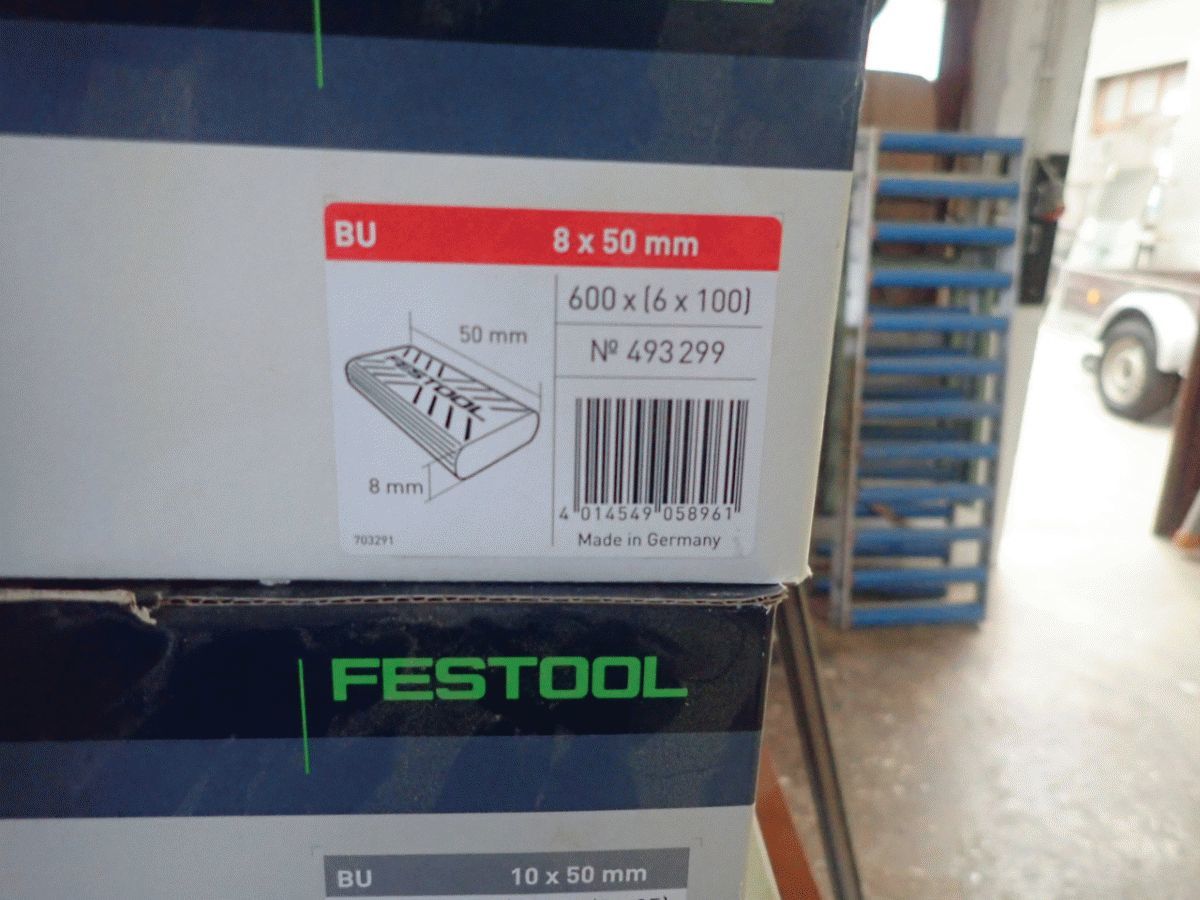 BU 8 x 50 mm
600 x (6 x 100)
Nº 493299
50 mm
FESTOOL
8 mm
4 014549 058961
703291
Made in Germany
FESTOOL
BU 10 x 50 mm